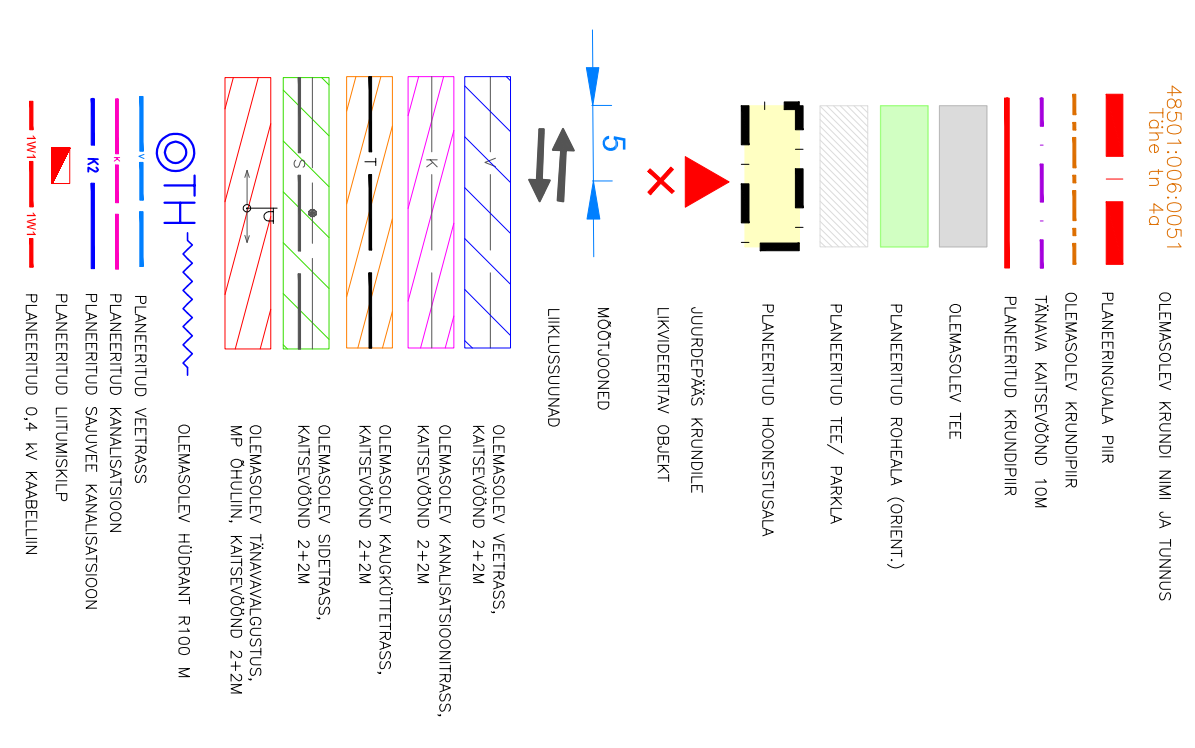 48501:006:0051
Tähe tn 4a
OLEMASOLEV KRUNDI NIMI JA TUNNUS
PLANEERINGUALA PIIR
OLEMASOLEV KRUNDIPIIR
TÄNAVA KAITSEVÖÖND 10M
PLANEERITUD KRUNDIPIIR
OLEMASOLEV TEE
PLANEERITUD ROHEALA (ORIENT.)
PLANEERITUD TEE/ PARKLA
PLANEERITUD HOONESTUSALA
JUURDEPÄÄS KRUNDILE
LIKVIDEERITAV OBJEKT
5
MÕÕTJOONED
LIIKLUSSUUNAD
V
OLEMASOLEV VEETRASS,
KAITSEVÖÖND 2+2M
K
OLEMASOLEV KANALISATSIOONITRASS,
KAITSEVÖÖND 2+2M
T
OLEMASOLEV KAUGKÜTTETRASS,
KAITSEVÖÖND 2+2M
S
OLEMASOLEV SIDETRASS,
KAITSEVÖÖND 2+2M
OLEMASOLEV TÄNAVAVALGUSTUS,
MP ÕHULIIN, KAITSEVÖÖND 2+2M
TH
OLEMASOLEV HÜDRANT R100 M
V
PLANEERITUD VEETRASS
K
PLANEERITUD KANALISATSIOON
K2
PLANEERITUD SAJUVEE KANALISATSIOON
PLANEERITUD LIITUMISKILP
1W1 1W1
PLANEERITUD 0,4 kV KAABELLIIN